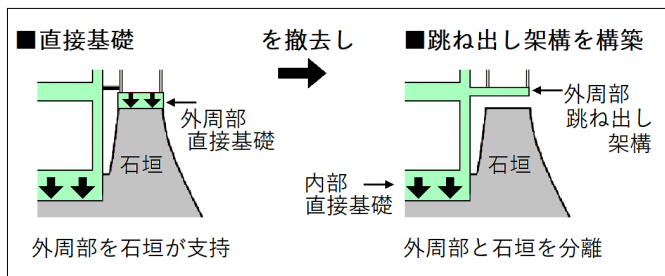 ■直接基礎 を撤去し ■跳ね出し架構を構築
外周部
直接基礎
石垣
外周部を石垣が支持
外周部
跳ね出し
架構
石垣
内部
直接基礎
外周部と石垣を分離